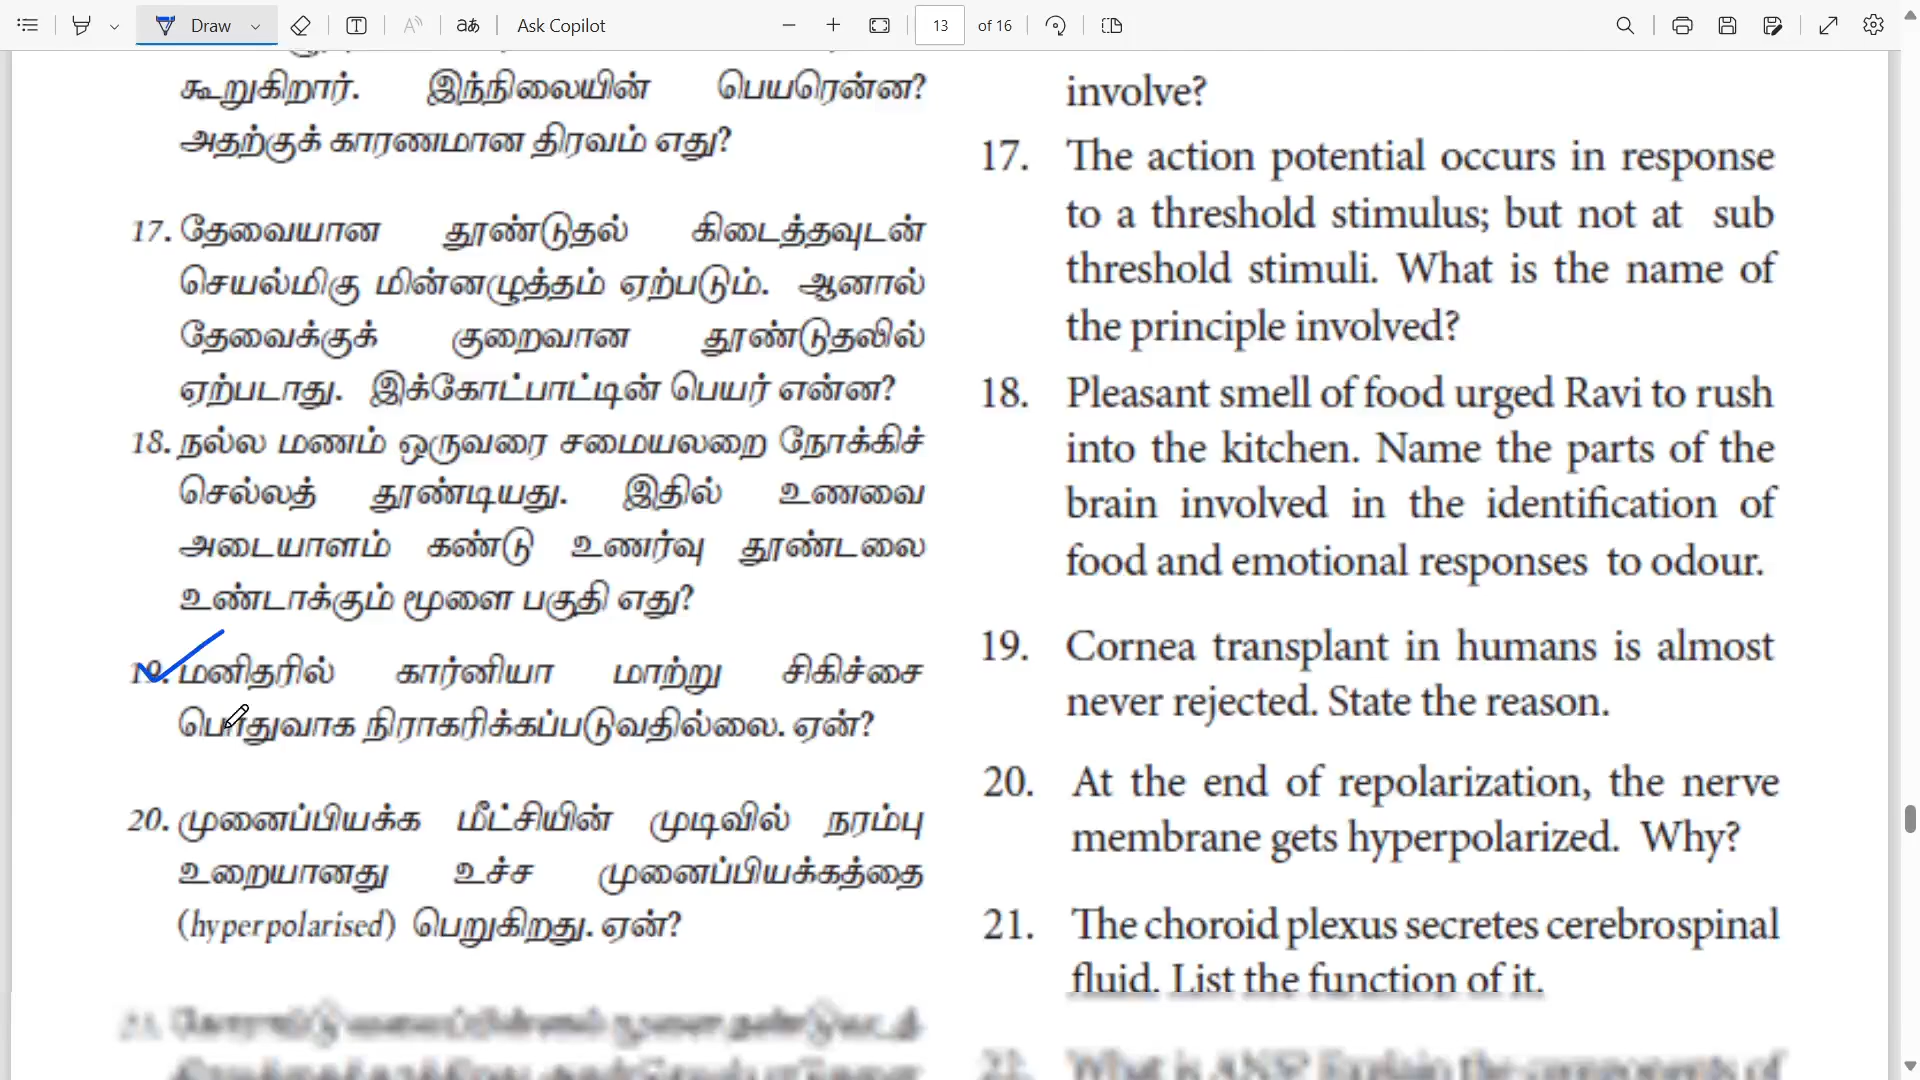 Draw
Ask Copilot
13 of 16
கூறுகிறார். இந்நிலையின் பெயரென்ன?
அதற்குக் காரணமான திரவம் எது?
17. தேவையான தூண்டுதல் கிடைத்தவுடன்
செயல்மிகு மின்னழுத்தம் ஏற்படும். ஆனால்
தேவைக்குக் குறைவான தூண்டுதலில்
ஏற்படாது. இக்கோட்பாட்டின் பெயர் என்ன?
18. நல்ல மணம் ஒருவரை சமையலறை நோக்கிச்
செல்லத் தூண்டியது. இதில் உணவை
அடையாளம் கண்டு உணர்வு தூண்டலை
உண்டாக்கும் மூளை பகுதி எது?
19. மனிதரில் கார்னியா மாற்று சிகிச்சை
பொதுவாக நிராகரிக்கப்படுவதில்லை. ஏன்?
20. முனைப்பியக்க மீட்சியின் முடிவில் நரம்பு
உறையானது உச்ச முனைப்பியக்கத்தை
(hyperpolarised) பெறுகிறது. ஏன்?
involve?
17. The action potential occurs in response
to a threshold stimulus; but not at sub
threshold stimuli. What is the name of
the principle involved?
18. Pleasant smell of food urged Ravi to rush
into the kitchen. Name the parts of the
brain involved in the identification of
food and emotional responses to odour.
19. Cornea transplant in humans is almost
never rejected. State the reason.
20. At the end of repolarization, the nerve
membrane gets hyperpolarized. Why?
21. The choroid plexus secretes cerebrospinal
fluid. List the function of it.
22. What is ANS? Explain the components of